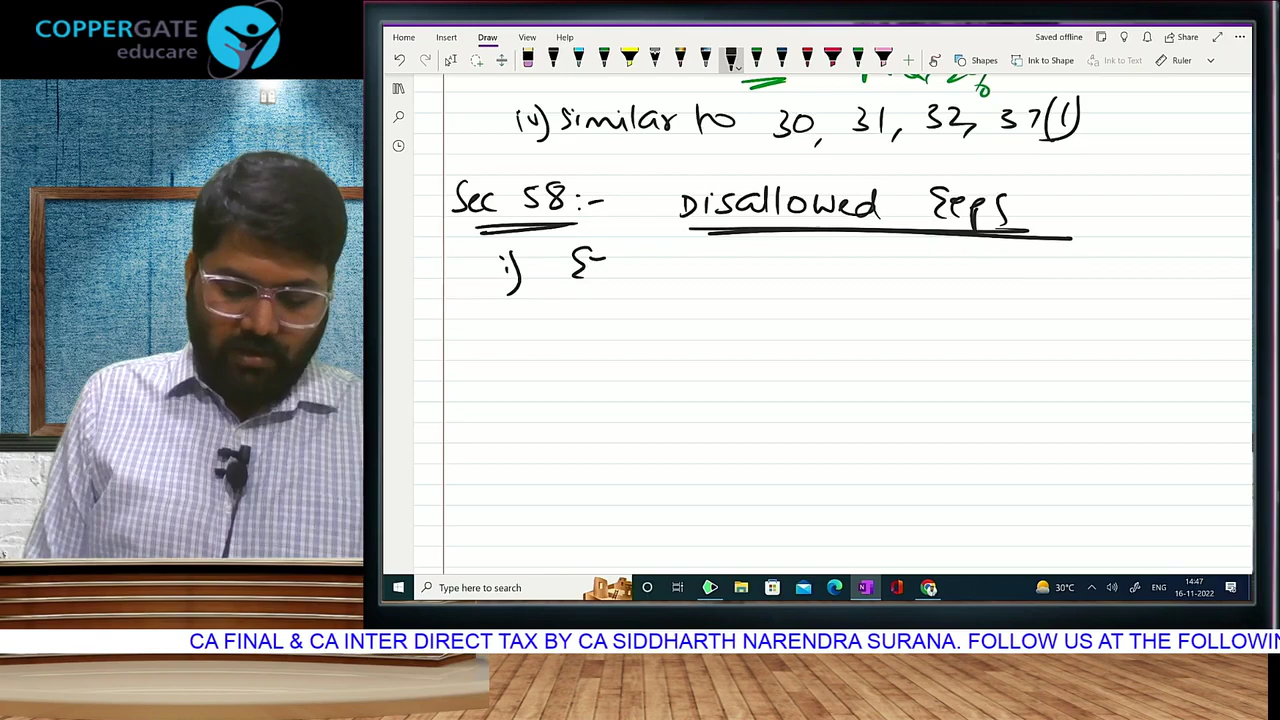 COPPERGATE
educare
Home Insert Draw View Help
Saved offline
Share
Shapes
Ink to Shape
Ink to Text
Ruler
iv) similar to 30, 31, 32, 37(1)
Sec 58:- Disallowed Exps
i) E
Type here to search
30°C
ENG
14:47
16-11-2022
CA FINAL & CA INTER DIRECT TAX BY CA SIDDHARTH NARENDRA SURANA. FOLLOW US AT THE FOLLOWIN